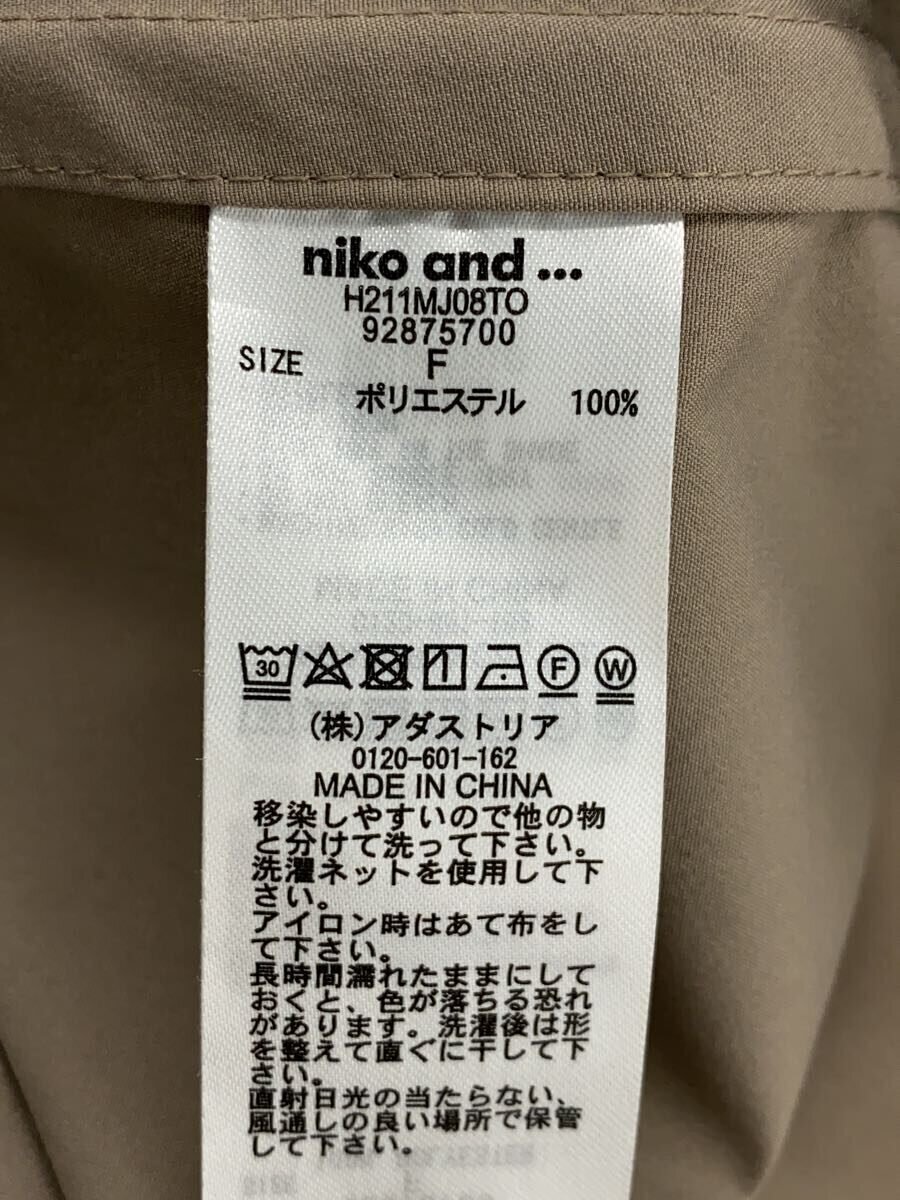 niko and ...
H211MJ08TO
92875700
SIZE F
ポリエステル 100%
30 F W
(株)アダストリア
0120-601-162
MADE IN CHINA
移染しやすいので他の物
と分けて洗って下さい。
洗濯ネットを使用して下
さい。
アイロン時はあて布をし
て下さい。
長時間濡れたままにして
おくと、色が落ちる恐れ
があります。洗濯後は形
を整えて直ぐに干して下
さい。
直射日光の当たらない、
風通しの良い場所で保管
して下さい。